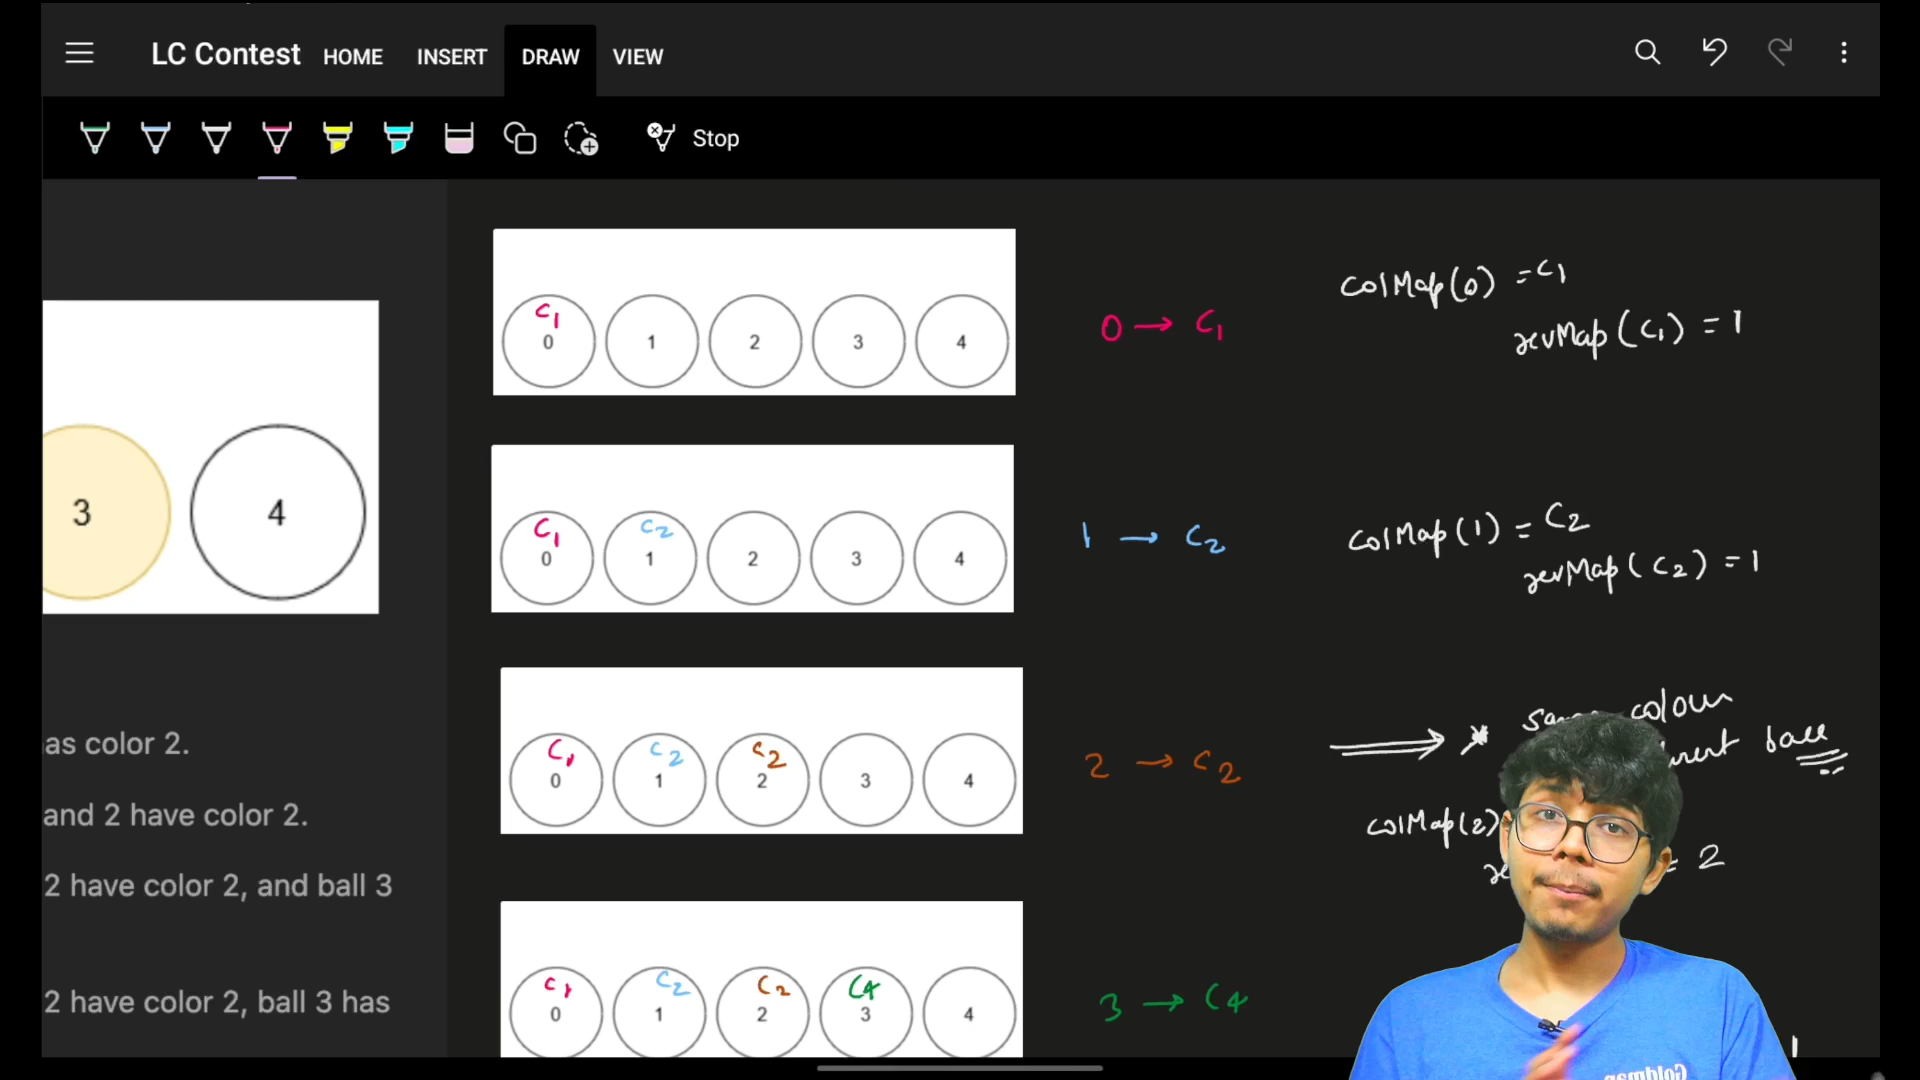 LC Contest HOME INSERT DRAW VIEW
Stop
3 4
as color 2.
and 2 have color 2.
2 have color 2, and ball 3
2 have color 2, ball 3 has
C1
0 1 2 3 4
0 → C1
colMap(0) = C1
revMap(C1) = 1
C1 C2
0 1 2 3 4
1 → C2
colMap(1) = C2
revMap(C2) = 1
C1 C2 C2
0 1 2 3 4
2 → C2
colour
ball
colMap(2)
= 2
C1 C2 C2 C4
0 1 2 3 4
3 → C4
Goldman